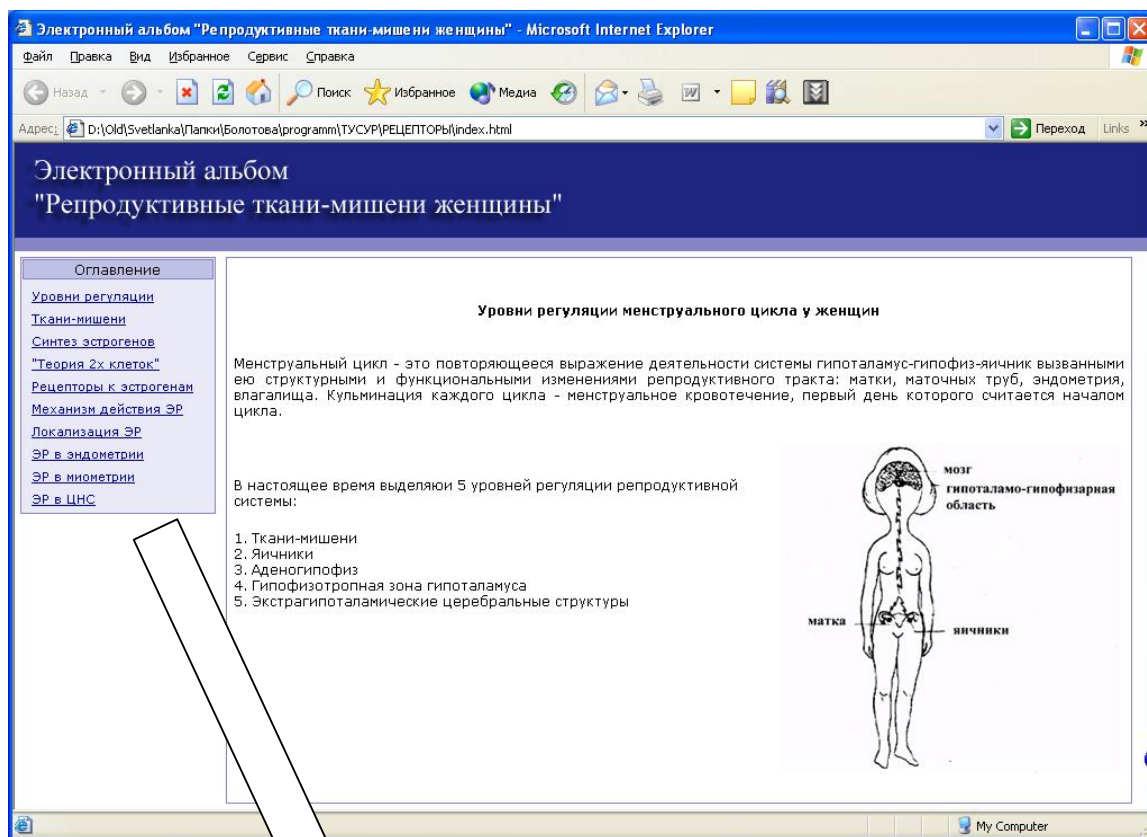 Электронный альбом "Репродуктивные ткани-мишени женщины" - Microsoft Internet Explorer
Файл Правка Вид Избранное Сервис Справка
Назад Поиск Избранное Медиа
Адрес: D:\Old\Svetlanka\Папки\Болотова\programm\ТУСУР\РЕЦЕПТОРЫ\index.html Переход Links »
Электронный альбом
"Репродуктивные ткани-мишени женщины"
Оглавление
Уровни регуляции
Ткани-мишени
Синтез эстрогенов
"Теория 2х клеток"
Рецепторы к эстрогенам
Механизм действия ЭР
Локализация ЭР
ЭР в эндометрии
ЭР в миометрии
ЭР в ЦНС
Уровни регуляции менструального цикла у женщин
Менструальный цикл - это повторяющееся выражение деятельности системы гипоталамус-гипофиз-яичник вызванными
ею структурными и функциональными изменениями репродуктивного тракта: матки, маточных труб, эндометрия,
влагалища. Кульминация каждого цикла - менструальное кровотечение, первый день которого считается началом
цикла.
В настоящее время выделяюи 5 уровней регуляции репродуктивной
системы:
1. Ткани-мишени
2. Яичники
3. Аденогипофиз
4. Гипофизотропная зона гипоталамуса
5. Экстрагипоталамические церебральные структуры
мозг
гипоталамо-гипофизарная
область
матка
яичники
My Computer